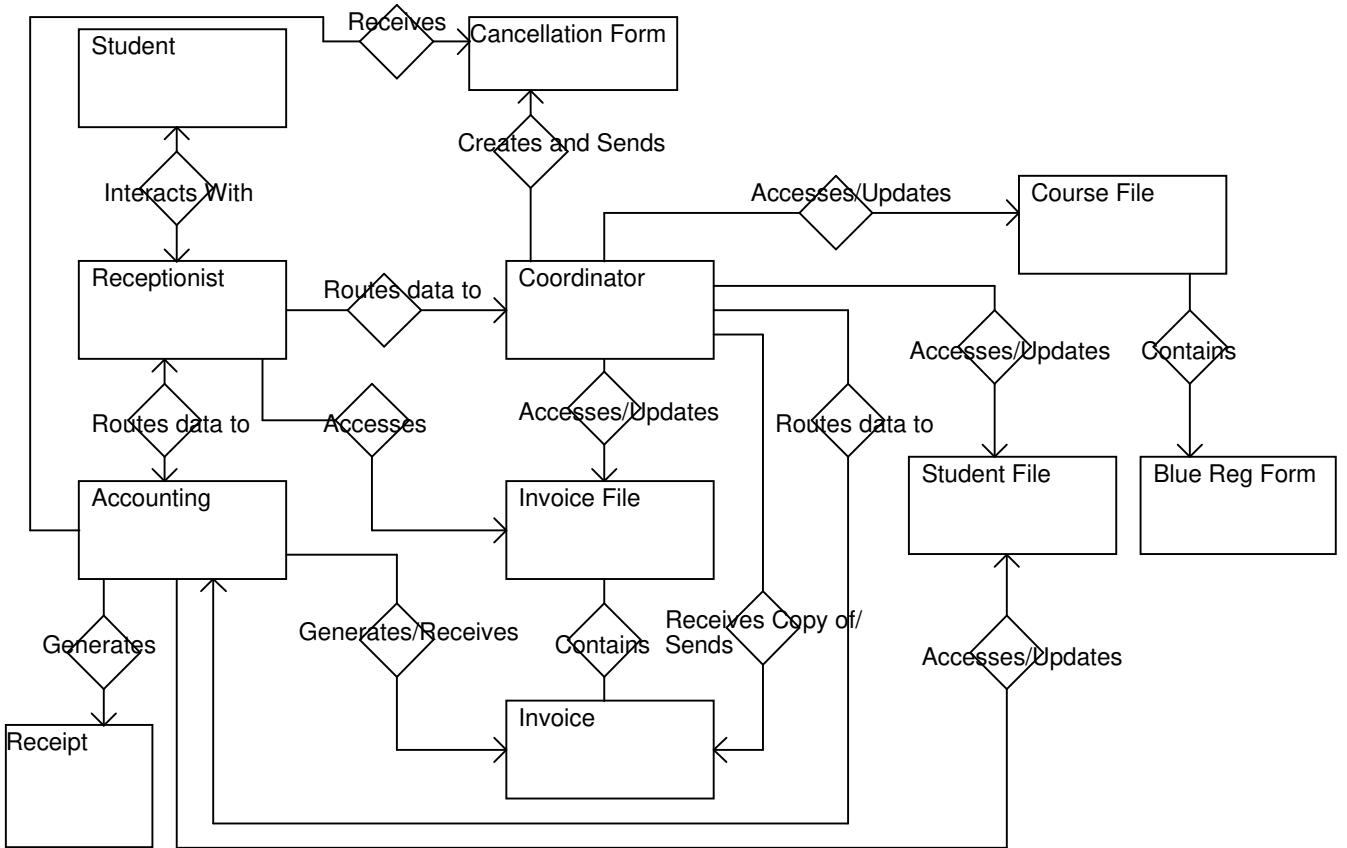 Receives
Cancellation Form
Student
Creates and Sends
Interacts With
Accesses/Updates
Course File
Receptionist
Routes data to
Coordinator
Accesses/Updates
Contains
Routes data to
Accesses
Accesses/Updates
Routes data to
Accounting
Invoice File
Student File
Blue Reg Form
Generates
Generates/Receives
Contains
Receives Copy of/
Sends
Accesses/Updates
Invoice
Receipt